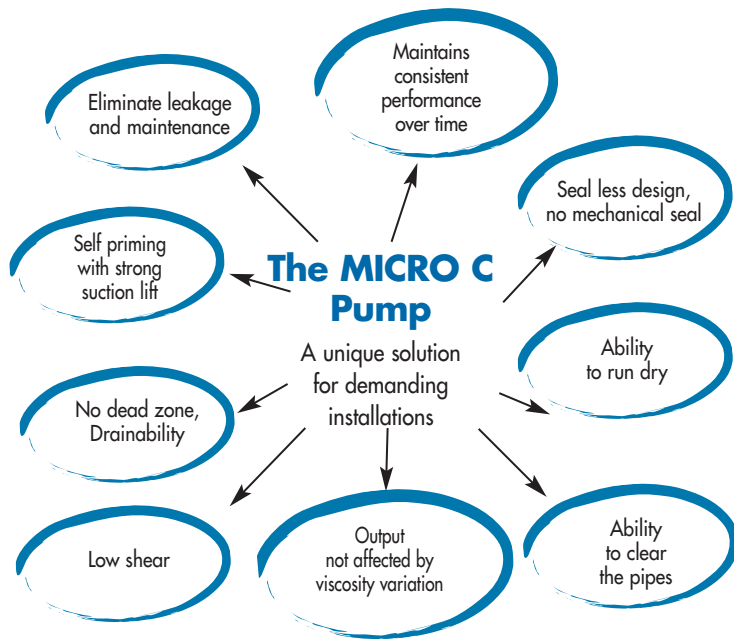 Maintains
consistent
performance
over time
Eliminate leakage
and maintenance
Seal less design,
no mechanical seal
Self priming
with strong
suction lift
The MICRO C
Pump
A unique solution
for demanding
installations
Ability
to run dry
No dead zone,
Drainability
Low shear
Output
not affected by
viscosity variation
Ability
to clear
the pipes